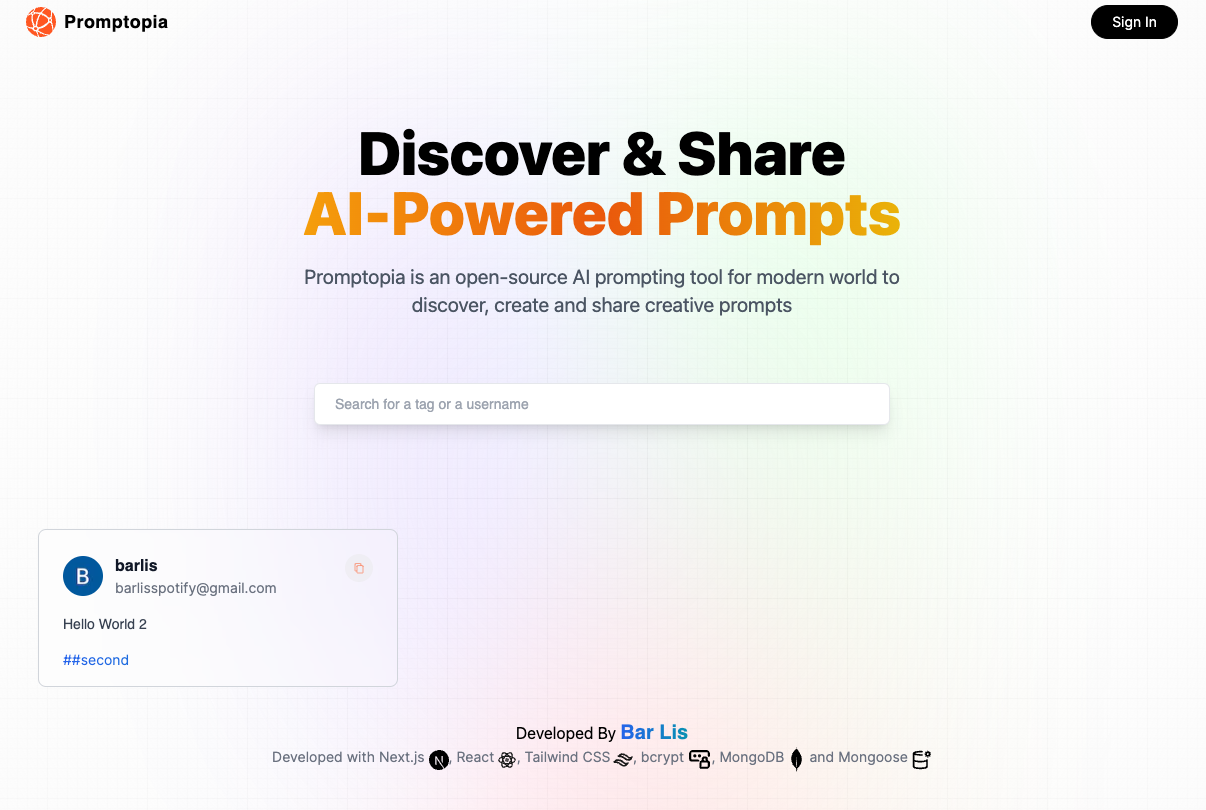 Promptopia
Sign In
Discover & Share
AI-Powered Prompts
Promptopia is an open-source AI prompting tool for modern world to
discover, create and share creative prompts
Search for a tag or a username
B
barlis
barlisspotify@gmail.com
Hello World 2
##second
Developed By Bar Lis
Developed with Next.js N, React , Tailwind CSS , bcrypt , MongoDB and Mongoose